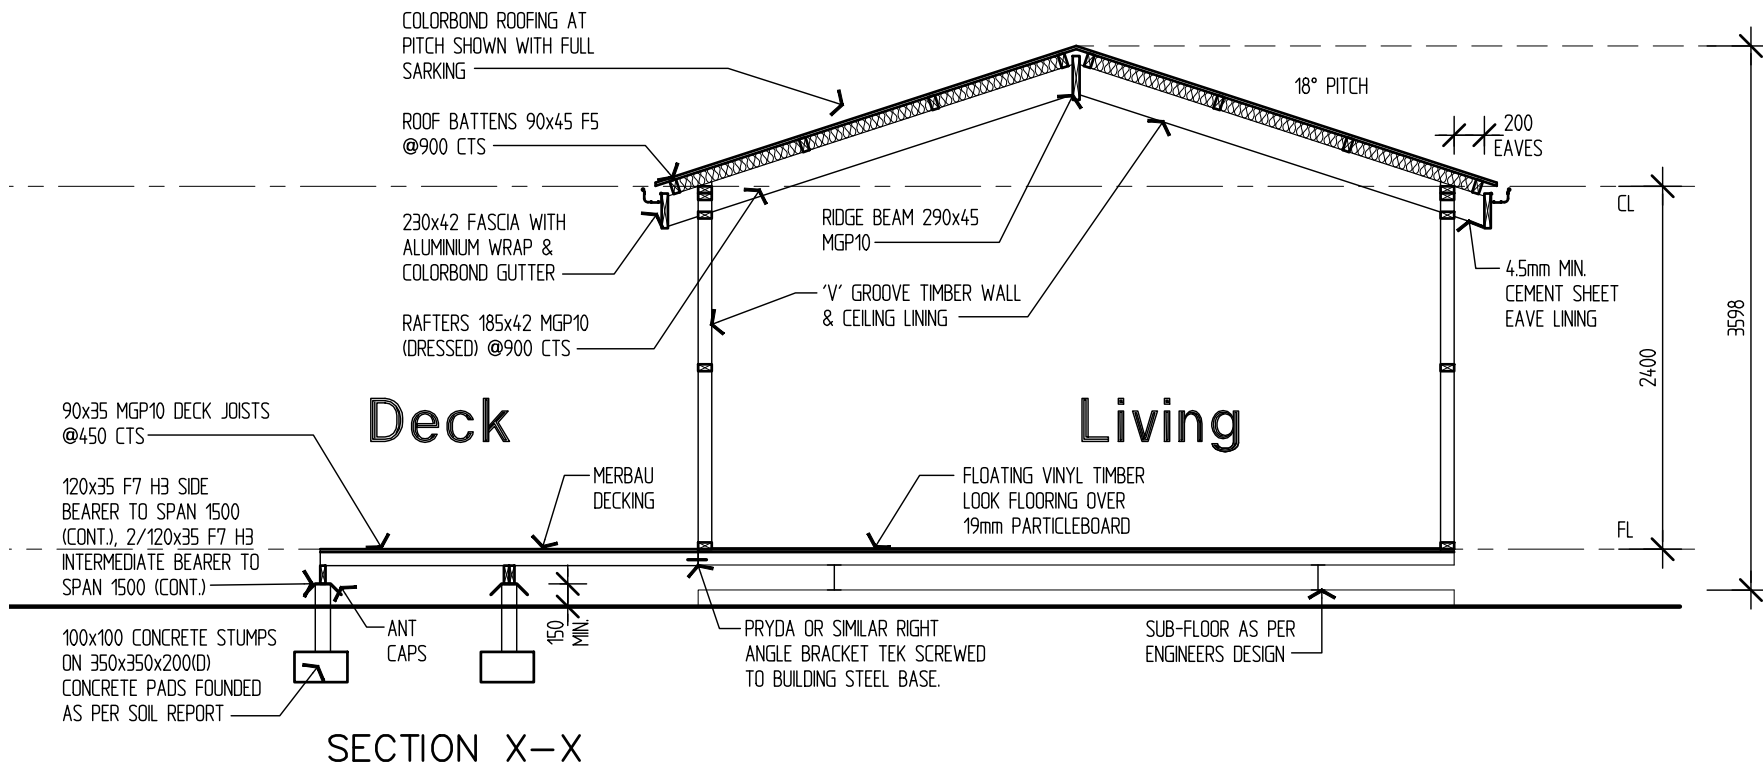 COLORBOND ROOFING AT
PITCH SHOWN WITH FULL
SARKING
ROOF BATTENS 90x45 F5
@900 CTS
230x42 FASCIA WITH
ALUMINIUM WRAP &
COLORBOND GUTTER
RAFTERS 185x42 MGP10
(DRESSED) @900 CTS
18° PITCH
200
EAVES
CL
RIDGE BEAM 290x45
MGP10
'V' GROOVE TIMBER WALL
& CEILING LINING
4.5mm MIN.
CEMENT SHEET
EAVE LINING
3598
2400
Deck
Living
90x35 MGP10 DECK JOISTS
@450 CTS
120x35 F7 H3 SIDE
BEARER TO SPAN 1500
(CONT.), 2/120x35 F7 H3
INTERMEDIATE BEARER TO
SPAN 1500 (CONT.)
MERBAU
DECKING
FLOATING VINYL TIMBER
LOOK FLOORING OVER
19mm PARTICLEBOARD
FL
100x100 CONCRETE STUMPS
ON 350x350x200(D)
CONCRETE PADS FOUNDED
AS PER SOIL REPORT
ANT
CAPS
150
MIN.
PRYDA OR SIMILAR RIGHT
ANGLE BRACKET TEK SCREWED
TO BUILDING STEEL BASE.
SUB-FLOOR AS PER
ENGINEERS DESIGN
SECTION X-X